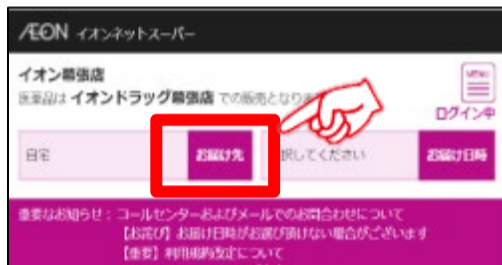 ÆON イオンネットスーパー
イオン幕張店
医薬品は イオンドラッグ幕張店 での販売となります
MENU
ログイン中
自宅 お届け先 択してください お届け日時
重要なお知らせ： コールセンターおよびメールでのお問合わせについて
【お詫び】お届け日時がお選び頂けない場合がございます
【重要】利用規約改定について